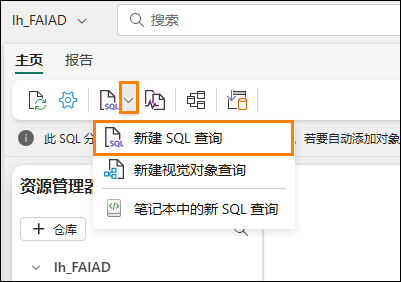 lh_FAIAD
搜索
主页 报告
SQL
SQL 新建 SQL 查询
此 SQL 分 若要自动添加对象
新建视觉对象查询
资源管理器
笔记本中的新 SQL 查询
+ 仓库
lh_FAIAD